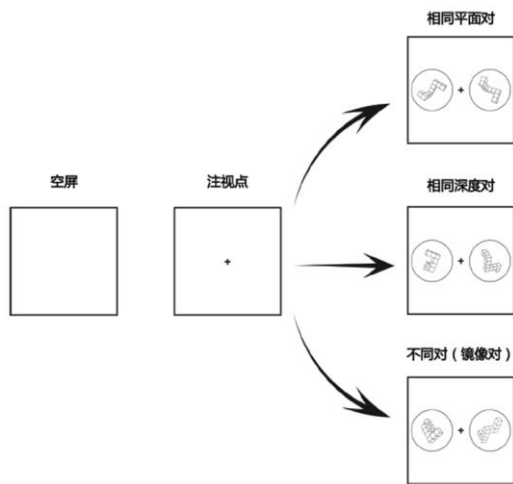 相同平面对
空屏
注视点
相同深度对
不同对（镜像对）